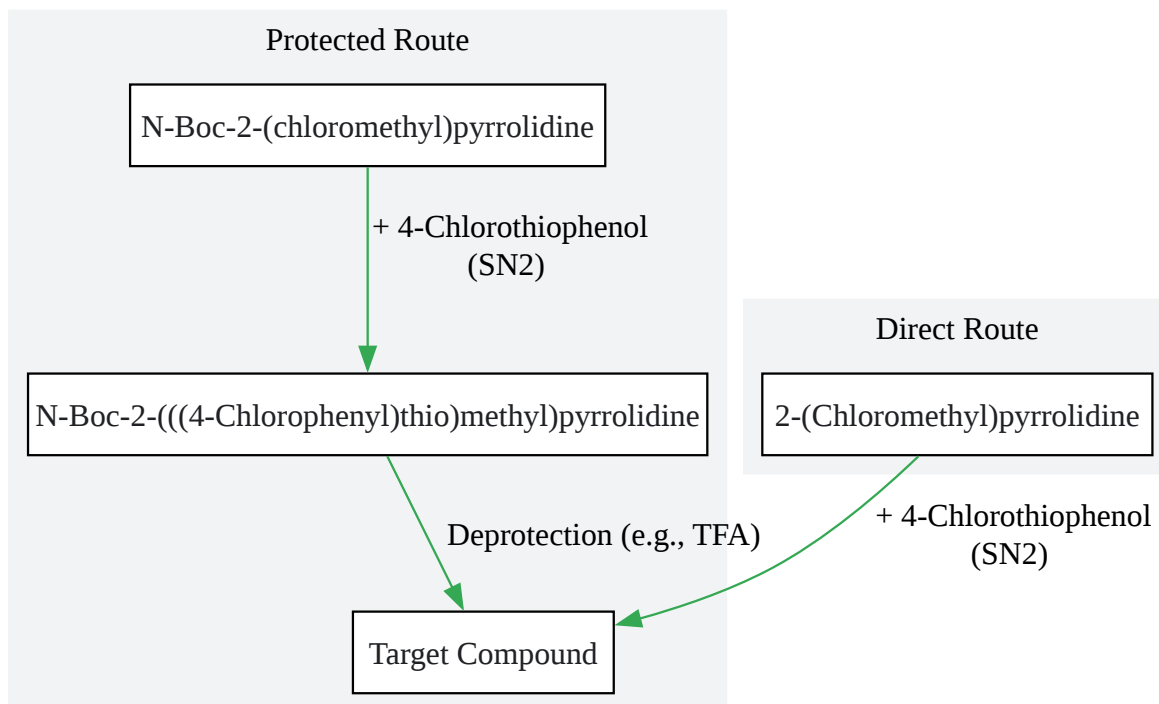 Protected Route
N-Boc-2-(chloromethyl)pyrrolidine
+ 4-Chlorothiophenol
(SN2)
Direct Route
N-Boc-2-(((4-Chlorophenyl)thio)methyl)pyrrolidine
2-(Chloromethyl)pyrrolidine
Deprotection (e.g., TFA)
+ 4-Chlorothiophenol
(SN2)
Target Compound